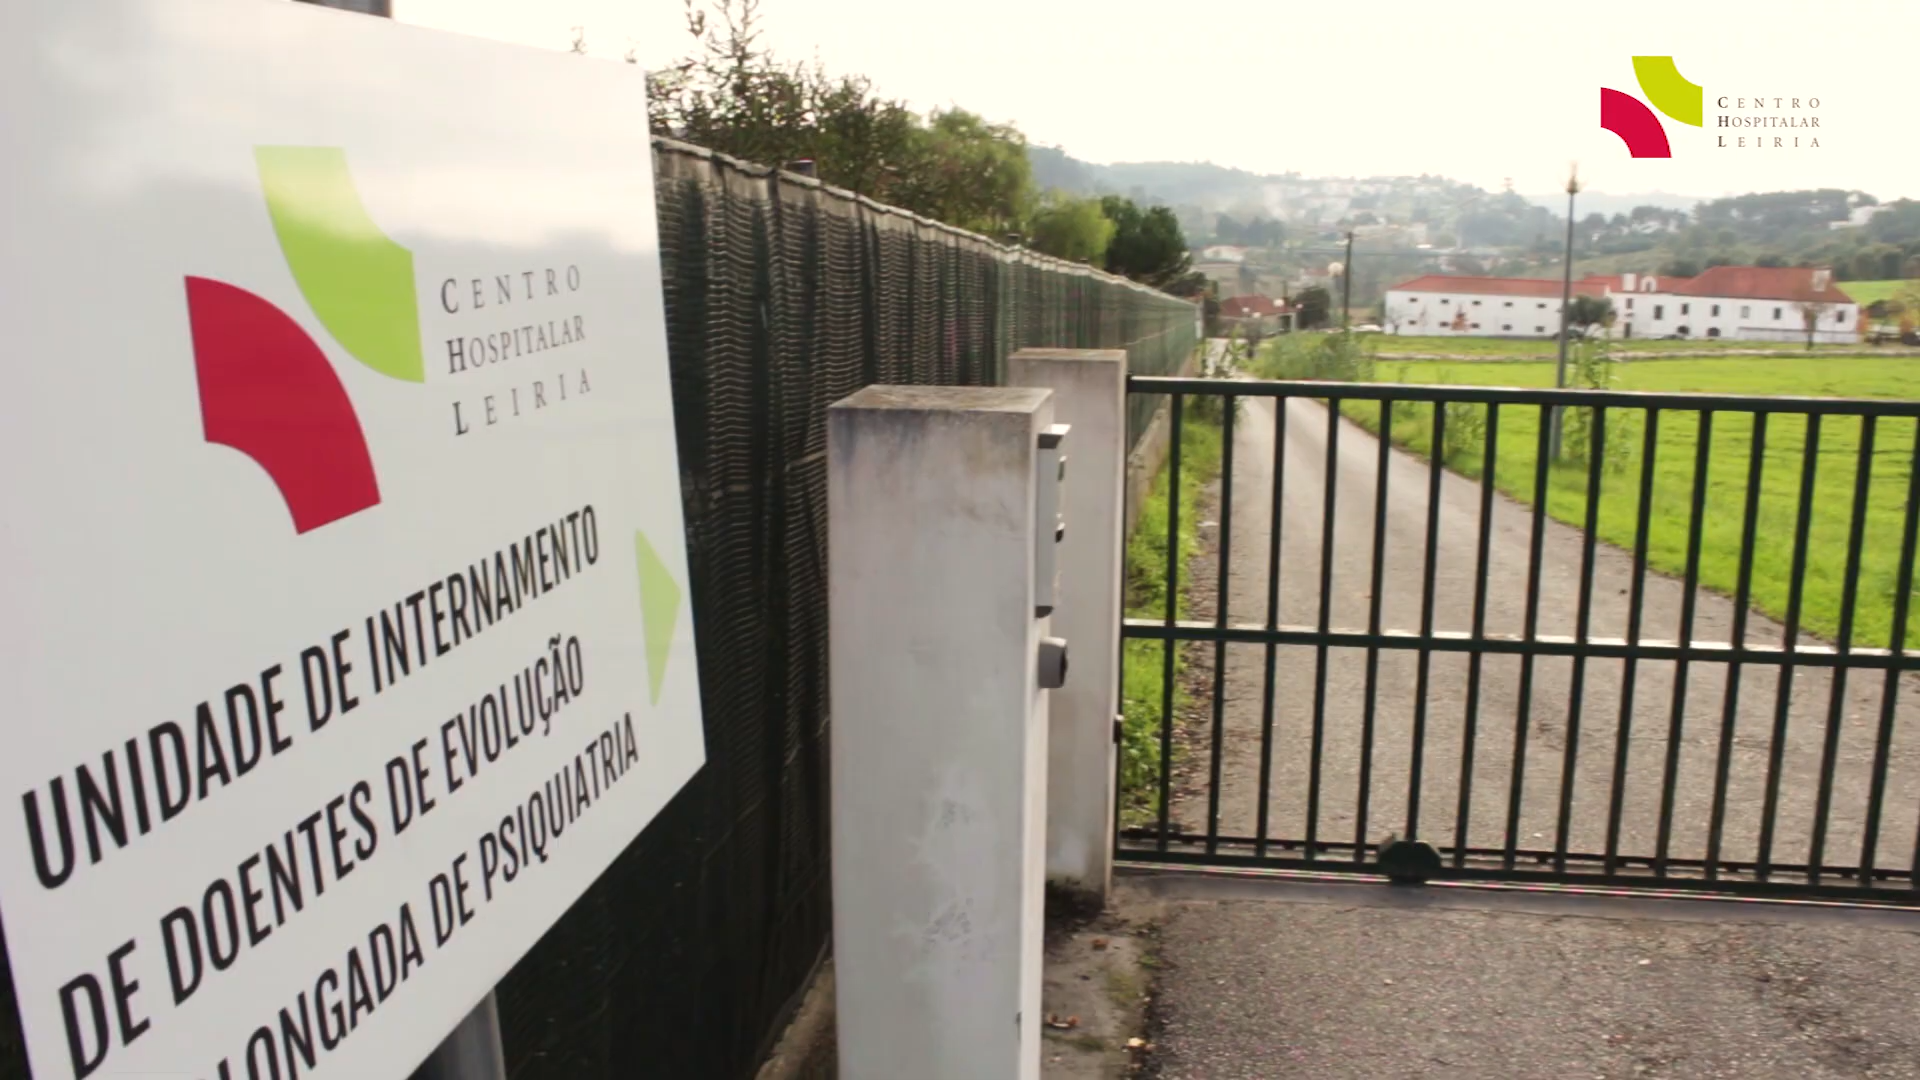 CENTRO
HOSPITALAR
LEIRIA
UNIDADE DE INTERNAMENTO
DE DOENTES DE EVOLUÇÃO
LONGADA DE PSIQUIATRIA
CENTRO
HOSPITALAR
LEIRIA